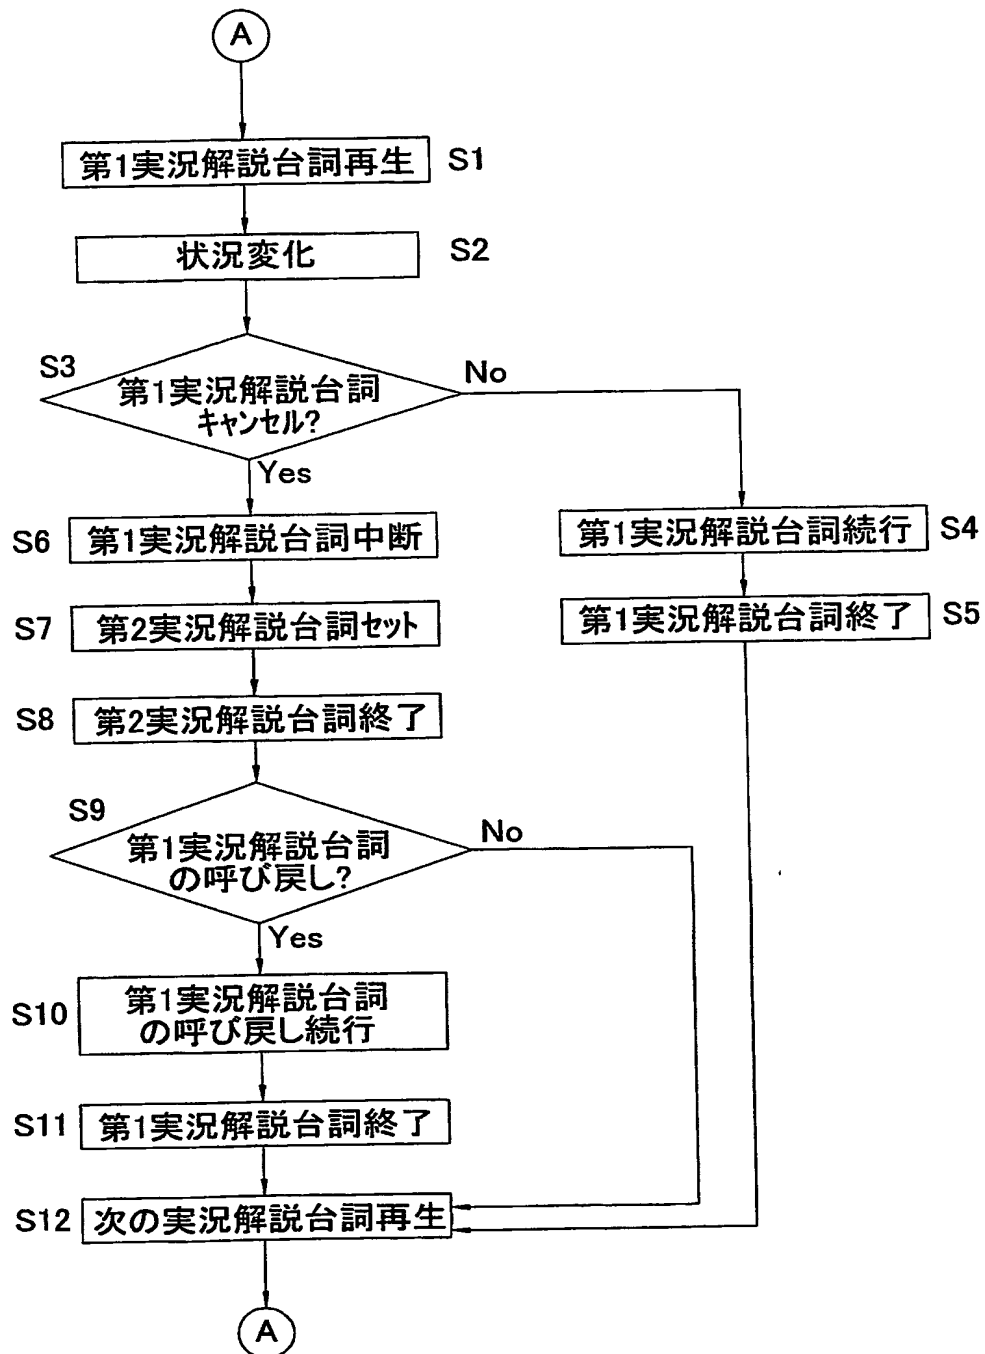 A
第1実況解説台詞再生 S1
状況変化 S2
S3
第1実況解説台詞
キャンセル?
No
Yes
S6 第1実況解説台詞中断
第1実況解説台詞続行 S4
S7 第2実況解説台詞セット
第1実況解説台詞終了 S5
S8 第2実況解説台詞終了
S9
第1実況解説台詞
の呼び戻し?
No
Yes
S10
第1実況解説台詞
の呼び戻し続行
S11 第1実況解説台詞終了
S12 次の実況解説台詞再生
A